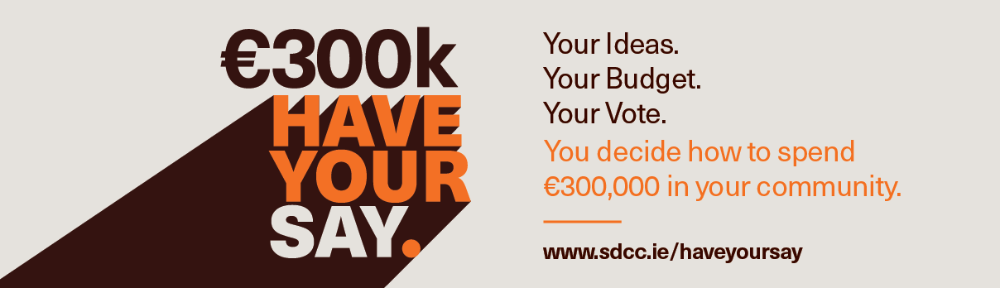 €300k
HAVE
YOUR
SAY.
Your Ideas.
Your Budget.
Your Vote.
You decide how to spend
€300,000 in your community.
www.sdcc.ie/haveyoursay